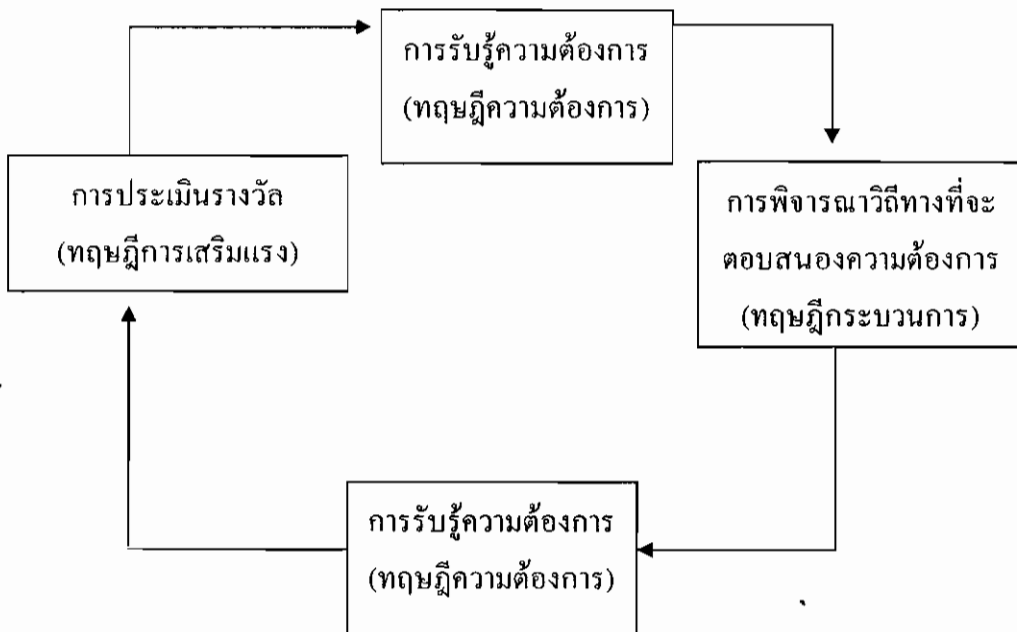 การรับรู้ความต้องการ
(ทฤษฎีความต้องการ)
การประเมินรางวัล
(ทฤษฎีการเสริมแรง)
การพิจารณาวิถีทางที่จะ
ตอบสนองความต้องการ
(ทฤษฎีกระบวนการ)
การรับรู้ความต้องการ
(ทฤษฎีความต้องการ)